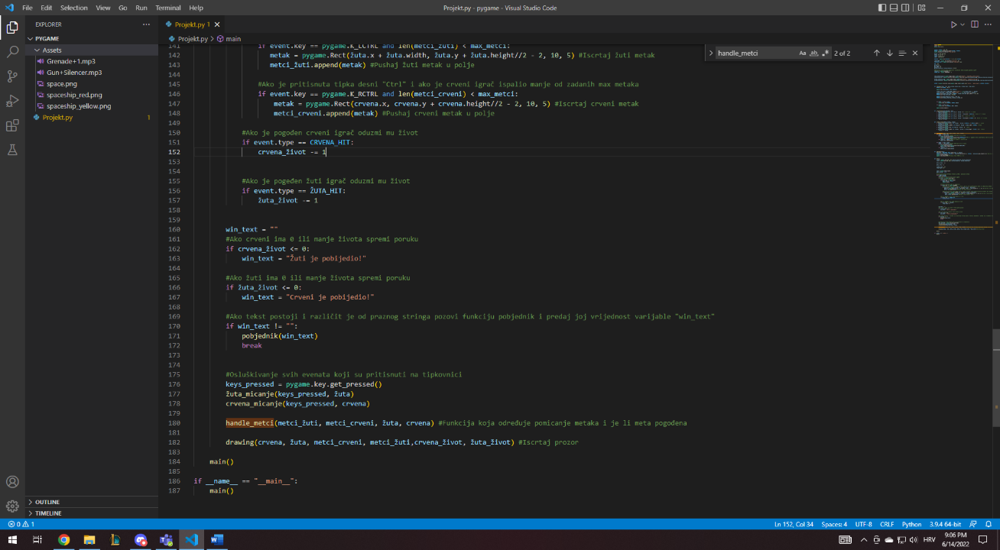 File Edit Selection View Go Run Terminal Help
Projekt.py - pygame - Visual Studio Code
EXPLORER
PYGAME
Assets
Grenade+1.mp3
Gun+Silencer.mp3
space.png
spaceship_red.png
spaceship_yellow.png
Projekt.py 1
OUTLINE
TIMELINE
Projekt.py 1
Projekt.py > main
handle_metci Aa ab 2 of 2
141 if event.key == pygame.K_LCTRL and len(metci_žuti) < max_metci:
142 metak = pygame.Rect(žuta.x + žuta.width, žuta.y + žuta.height//2 - 2, 10, 5) #Iscrtaj žuti metak
143 metci_žuti.append(metak) #Pushaj žuti metak u polje
144
145 #Ako je pritisnuta tipka desni "Ctrl" i ako je crveni igrač ispalio manje od zadanih max metaka
146 if event.key == pygame.K_RCTRL and len(metci_crveni) < max_metci:
147 metak = pygame.Rect(crvena.x, crvena.y + crvena.height//2 - 2, 10, 5) #Iscrtaj crveni metak
148 metci_crveni.append(metak) #Pushaj crveni metak u polje
149
150 #Ako je pogođen crveni igrač oduzmi mu život
151 if event.type == CRVENA_HIT:
152 crvena_život -= 1
153
154
155 #Ako je pogeđen žuti igrač oduzmi mu život
156 if event.type == ŽUTA_HIT:
157 žuta_život -= 1
158
159
160 win_text = ""
161 #Ako crveni ima 0 ili manje života spremi poruku
162 if crvena_život <= 0:
163 win_text = "Žuti je pobijedio!"
164
165 #Ako žuti ima 0 ili manje života spremi poruku
166 if žuta_život <= 0:
167 win_text = "Crveni je pobijedio!"
168
169 #Ako tekst postoji i različit je od praznog stringa pozovi funkciju pobjednik i predaj joj vrijednost varijable "win_text"
170 if win_text != "":
171 pobjednik(win_text)
172 break
173
174
175 #Osluškivanje svih evenata koji su pritisnuti na tipkovnici
176 keys_pressed = pygame.key.get_pressed()
177 žuta_micanje(keys_pressed, žuta)
178 crvena_micanje(keys_pressed, crvena)
179
180 handle_metci(metci_žuti, metci_crveni, žuta, crvena) #Funkcija koja određuje pomicanje metaka i je li meta pogođena
181
182 drawing(crvena, žuta, metci_crveni, metci_žuti,crvena_život, žuta_život) #Iscrtaj prozor
183
184 main()
185
186 if __name__ == "__main__":
187 main()
0 1
Ln 152, Col 34 Spaces: 4 UTF-8 CRLF Python 3.9.4 64-bit
HRV
9:06 PM
6/14/2022